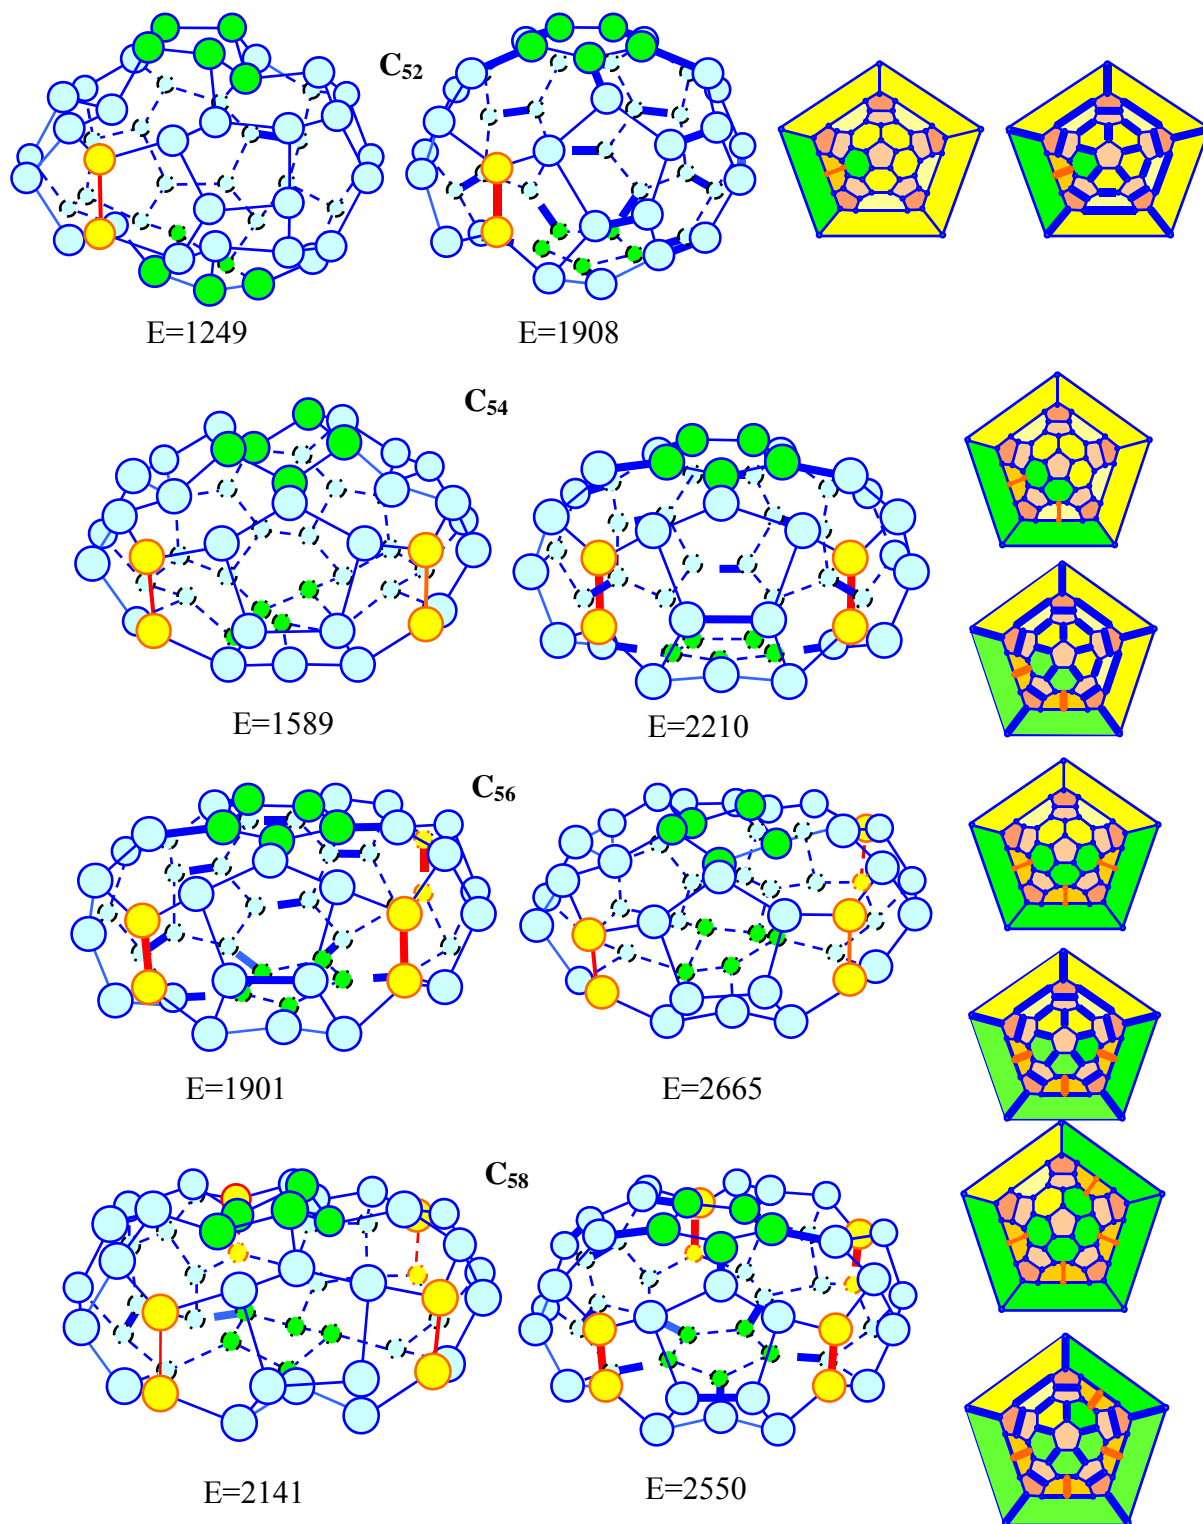 C₅₂
E=1249
E=1908
C₅₄
E=1589
E=2210
C₅₆
E=1901
E=2665
C₅₈
E=2141
E=2550